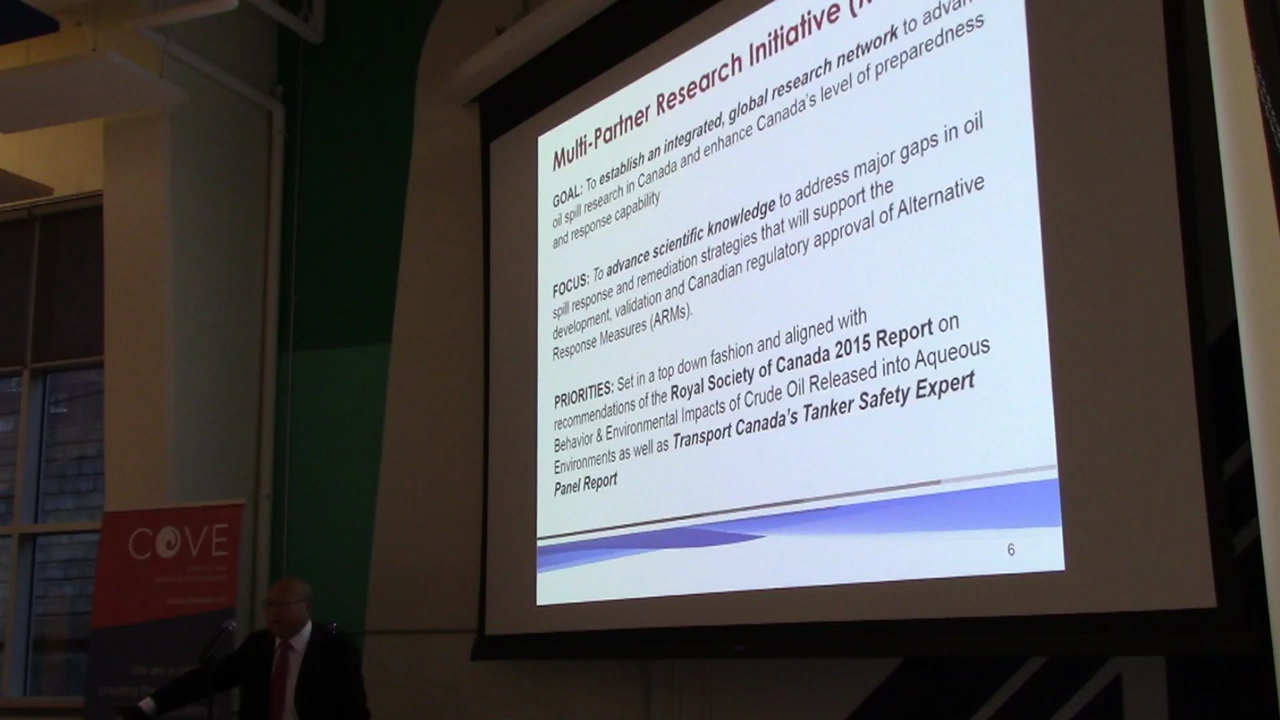 Multi-Partner Research Initiative
GOAL: To establish an integrated, global research network to advan
oil spill research in Canada and enhance Canada's level of preparedness
and response capability
FOCUS: To advance scientific knowledge to address major gaps in oil
spill response and remediation strategies that will support the
development, validation and Canadian regulatory approval of Alternative
Response Measures (ARMs).
PRIORITIES: Set in a top down fashion and aligned with
recommendations of the Royal Society of Canada 2015 Report on
Behavior & Environmental Impacts of Crude Oil Released into Aqueous
Environments as well as Transport Canada's Tanker Safety Expert
Panel Report
6
COVE